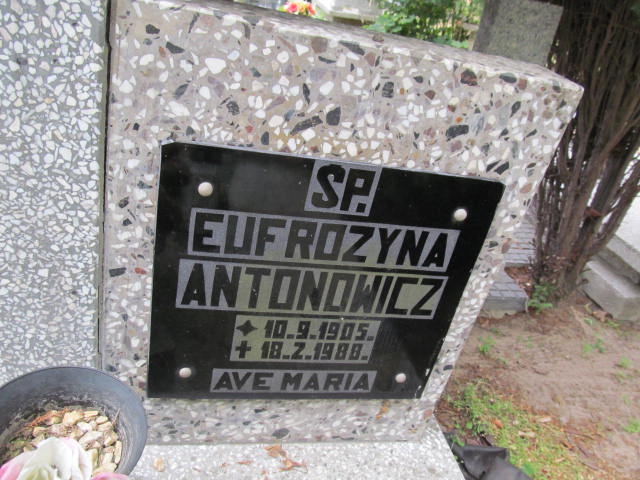 SP.
EUFROZYNA
ANTONOWICZ
✦ 10.9.1905.
✝ 18.2.1988.
AVE MARIA